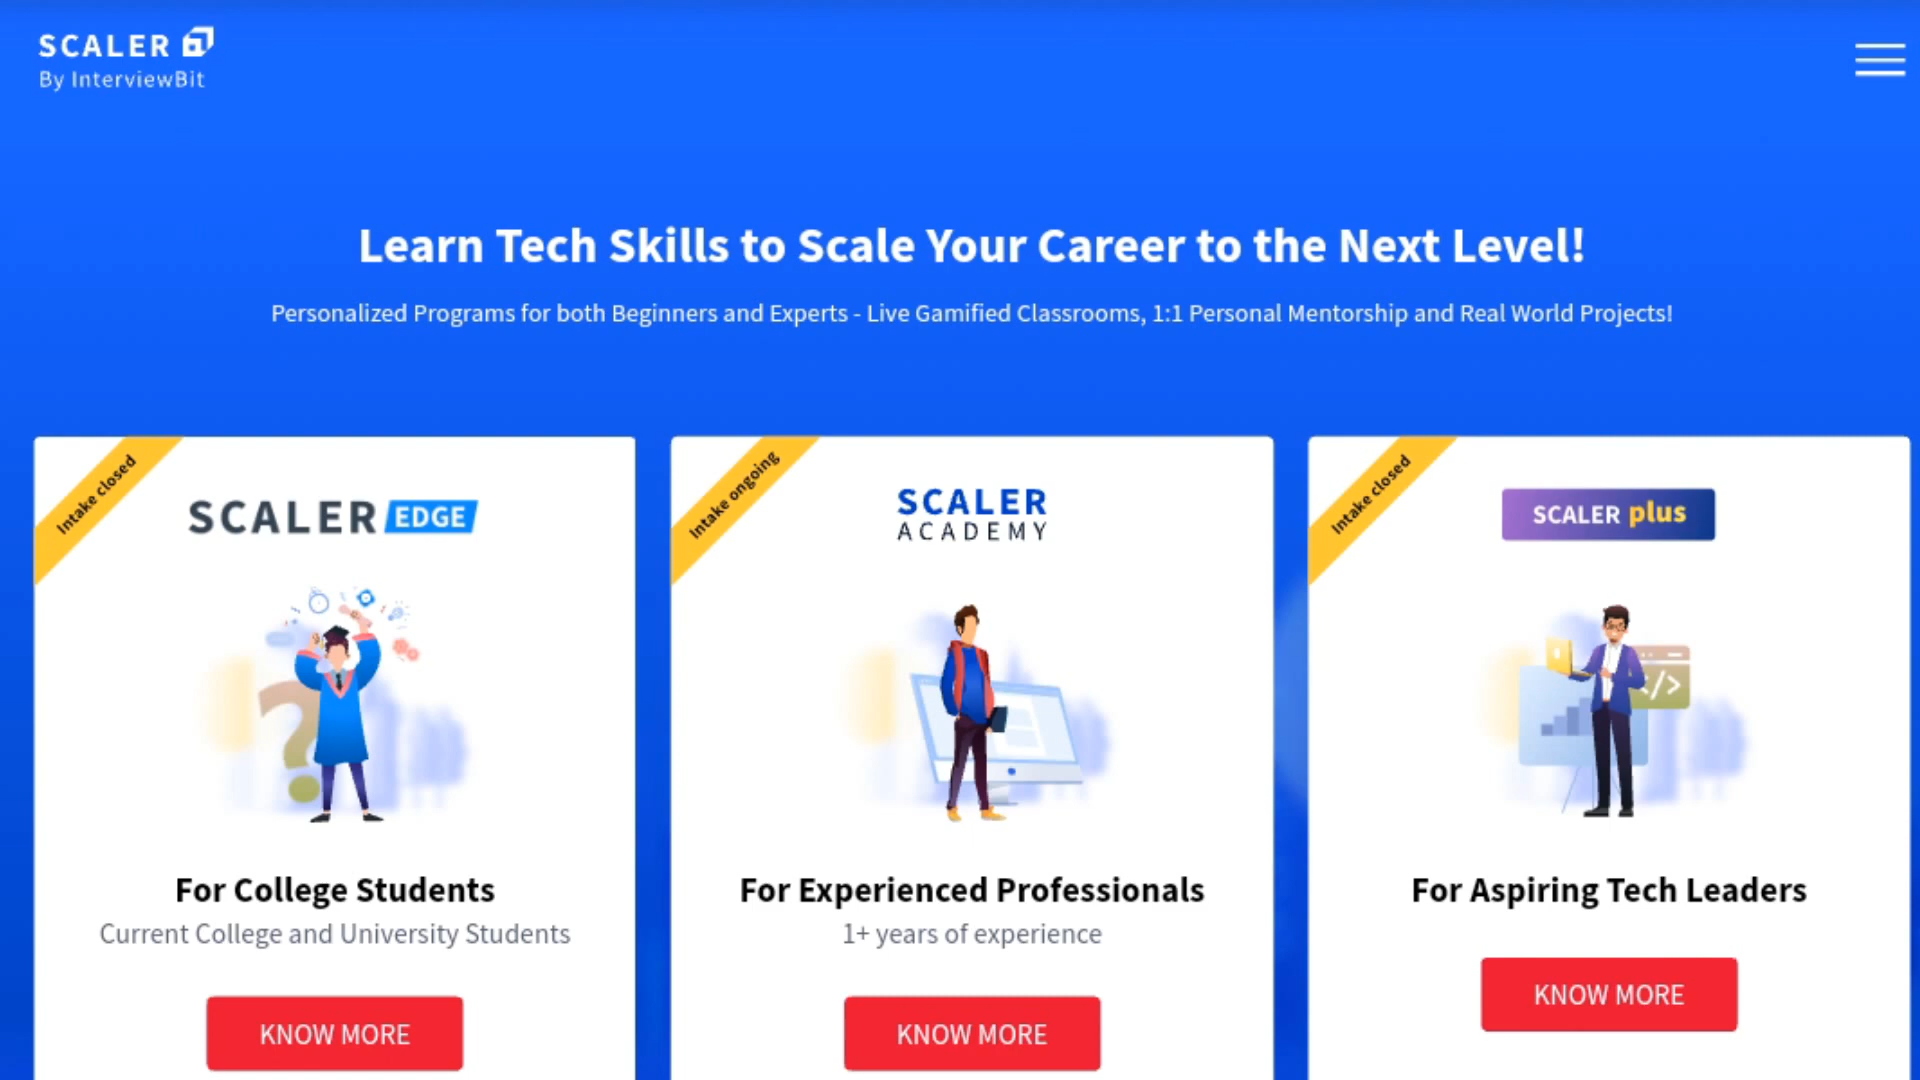 SCALER
By InterviewBit
Learn Tech Skills to Scale Your Career to the Next Level!
Personalized Programs for both Beginners and Experts - Live Gamified Classrooms, 1:1 Personal Mentorship and Real World Projects!
Intake closed
SCALER EDGE
For College Students
Current College and University Students
KNOW MORE
Intake ongoing
SCALER
ACADEMY
</>
For Experienced Professionals
1+ years of experience
KNOW MORE
Intake closed
SCALER plus
For Aspiring Tech Leaders
KNOW MORE